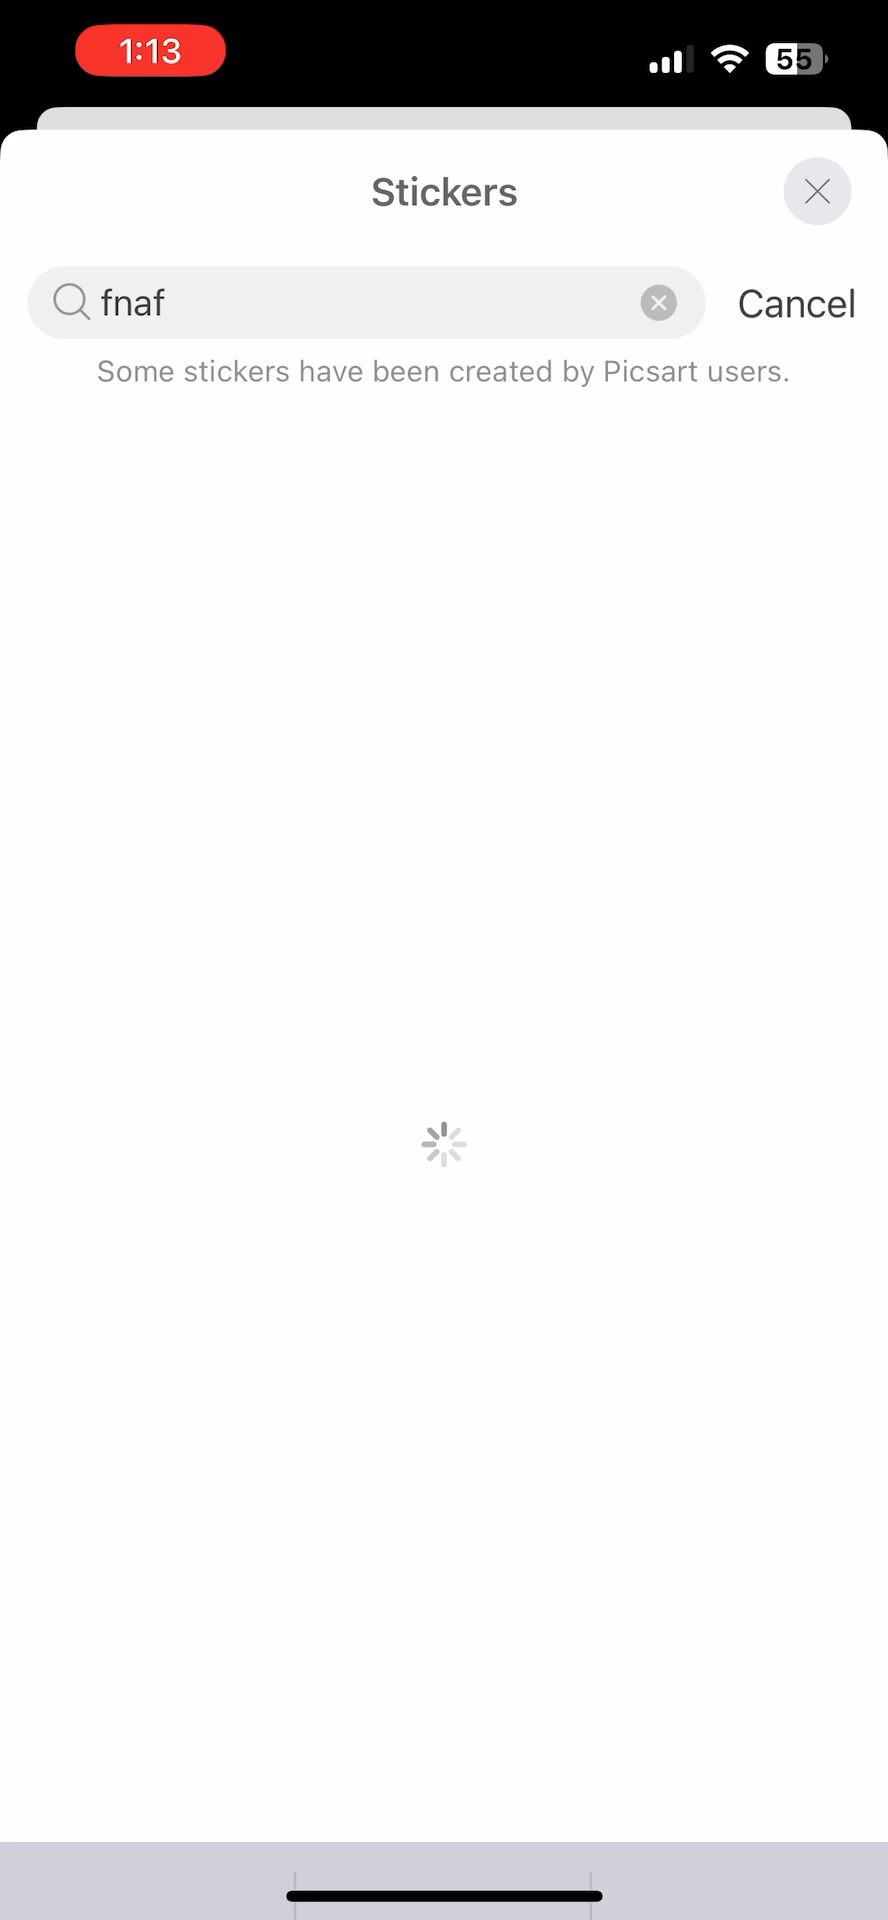 1:13
55
Stickers
fnaf
Cancel
Some stickers have been created by Picsart users.